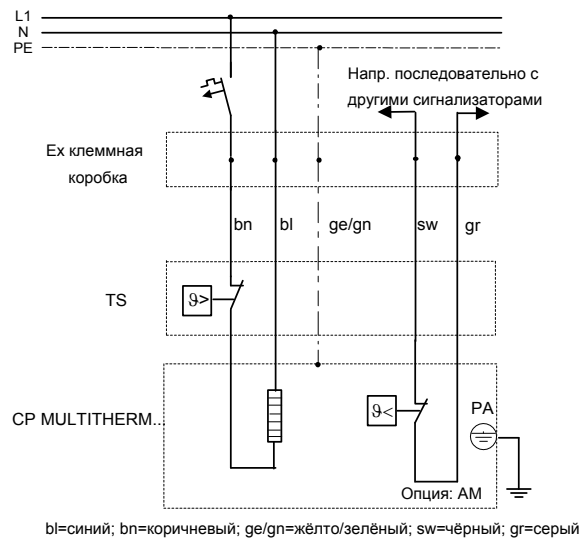 L1
N
PE
Напр. последовательно с
другими сигнализаторами
Ex клеммная
коробка
bn
bl
ge/gn
sw
gr
TS
ϑ>
CP MULTITHERM...
ϑ<
PA
Опция: AM
bl=синий; bn=коричневый; ge/gn=жёлто/зелёный; sw=чёрный; gr=серый